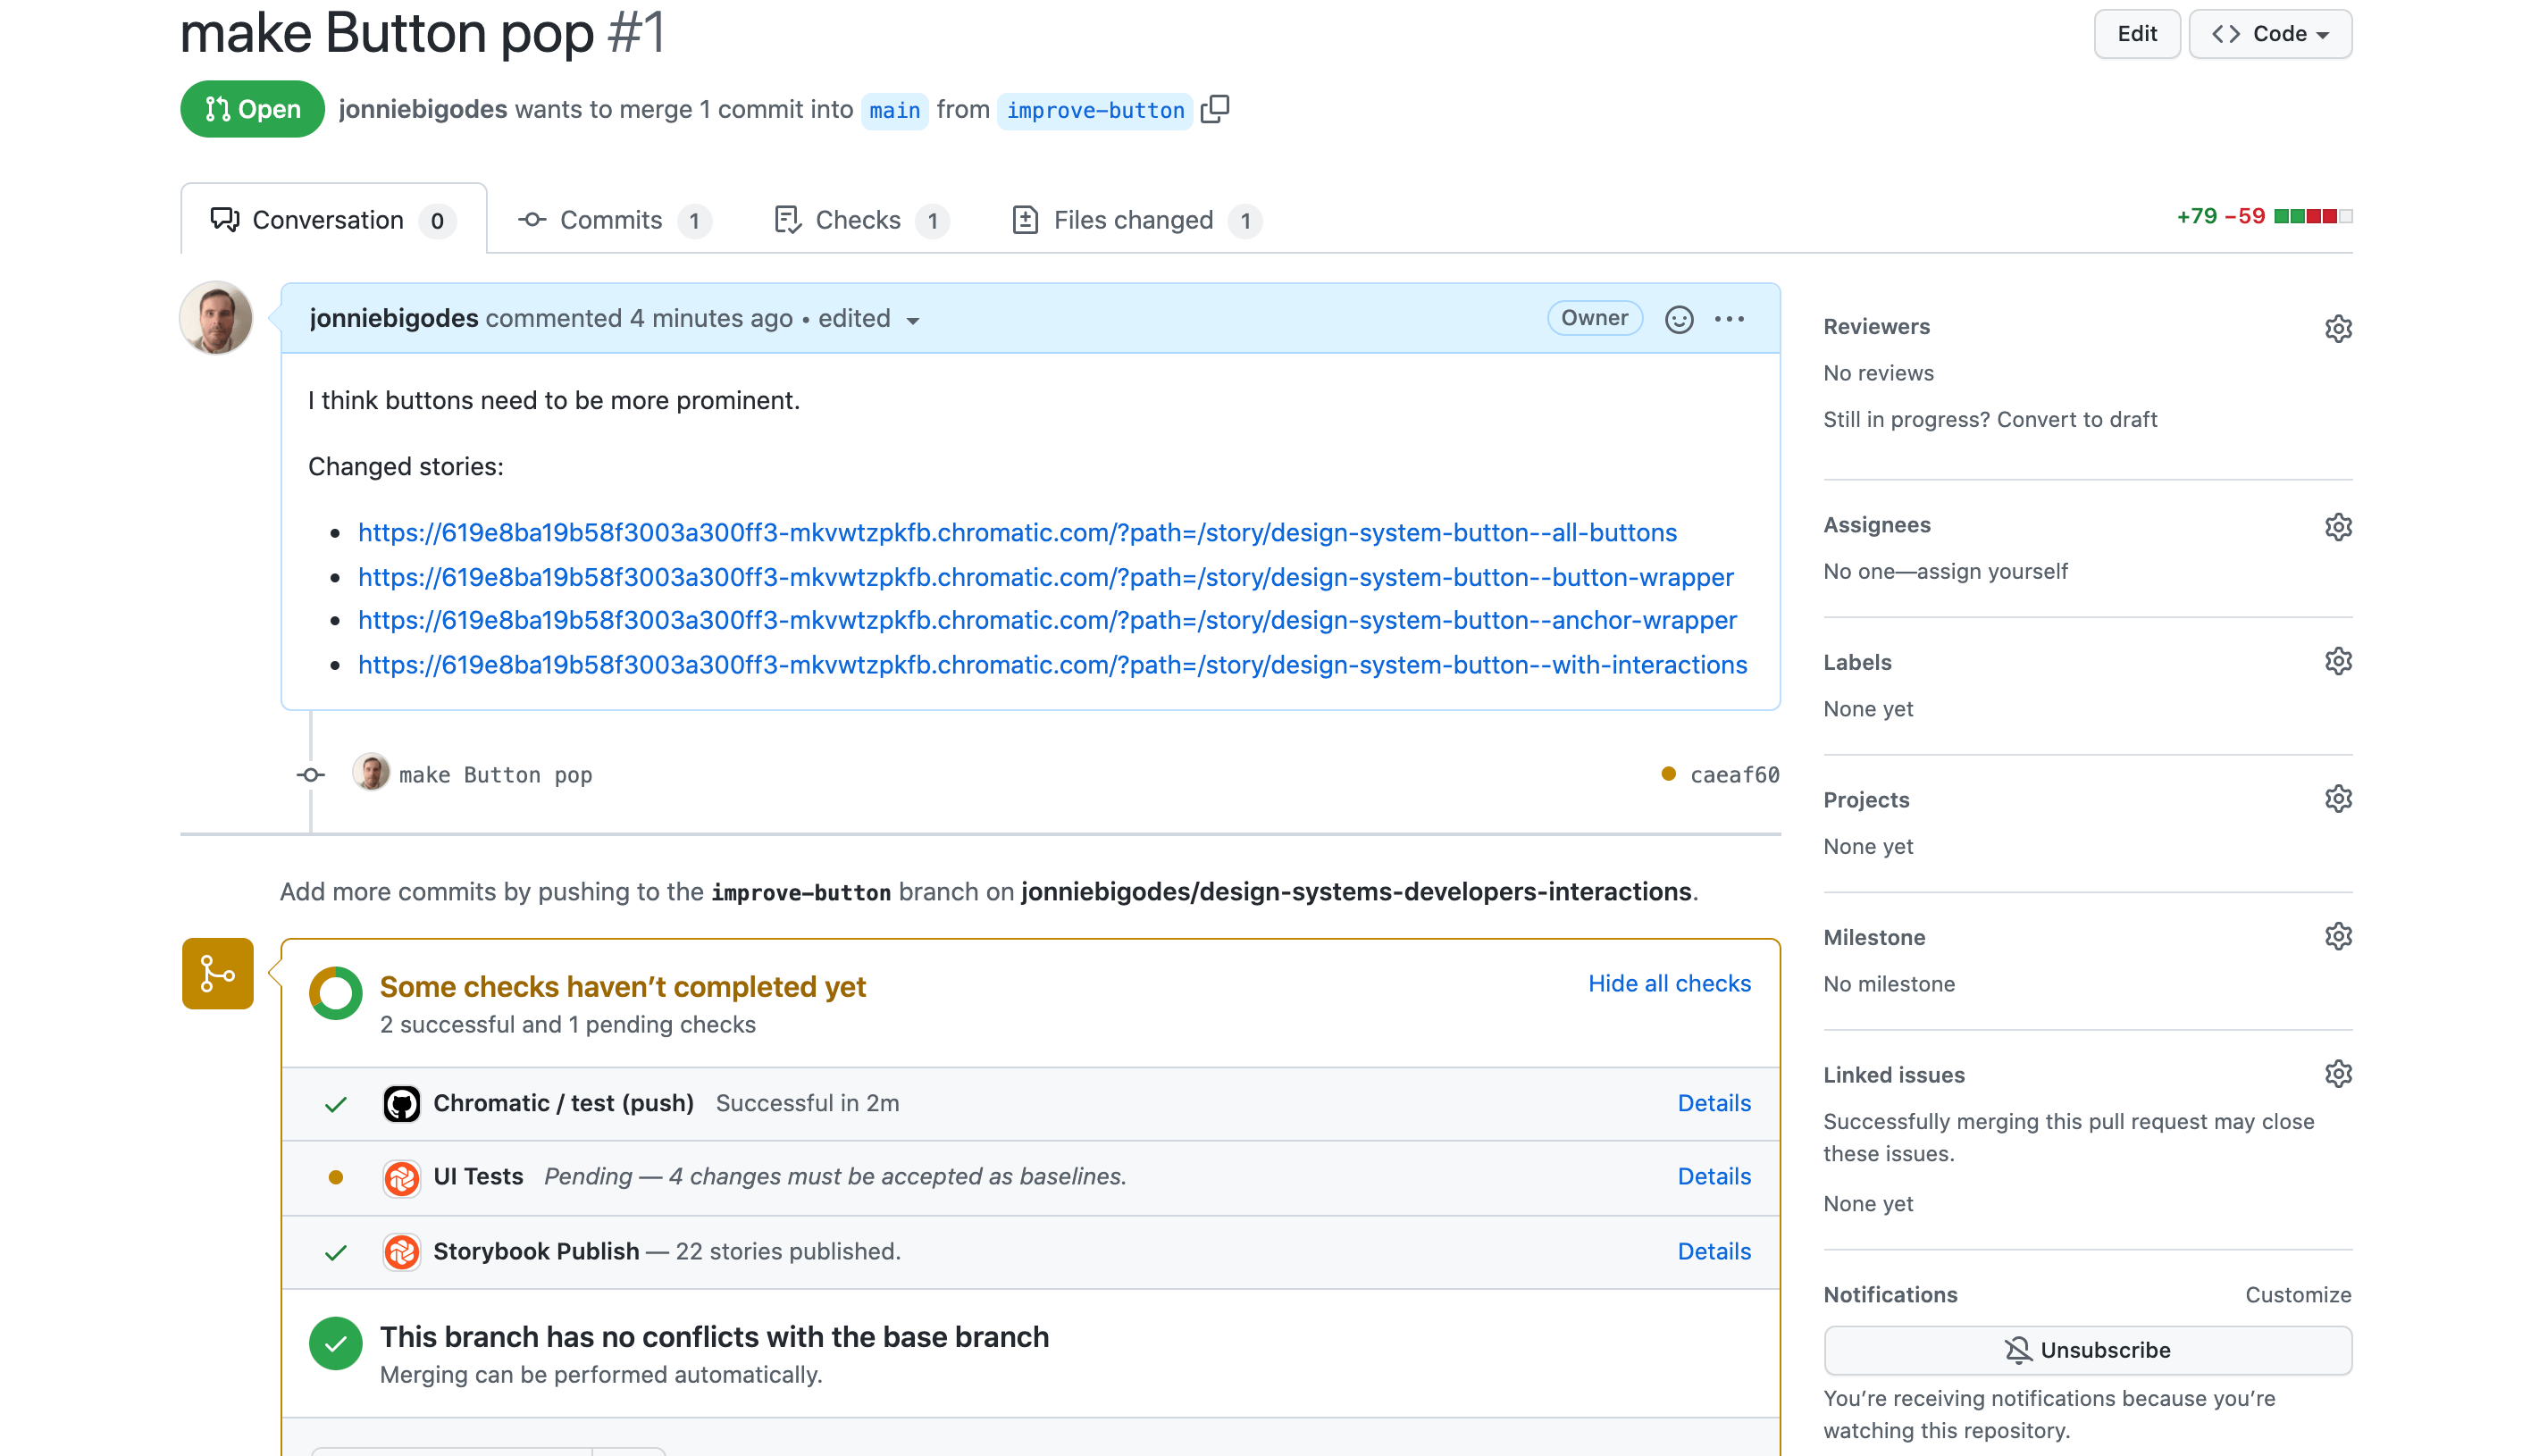 make Button pop #1
Edit
Code
Open
jonniebigodes wants to merge 1 commit into main from improve-button
Conversation 0
Commits 1
Checks 1
Files changed 1
+79 −59
jonniebigodes commented 4 minutes ago • edited
Owner
I think buttons need to be more prominent.
Changed stories:
• https://619e8ba19b58f3003a300ff3-mkvwtzpkfb.chromatic.com/?path=/story/design-system-button--all-buttons
• https://619e8ba19b58f3003a300ff3-mkvwtzpkfb.chromatic.com/?path=/story/design-system-button--button-wrapper
• https://619e8ba19b58f3003a300ff3-mkvwtzpkfb.chromatic.com/?path=/story/design-system-button--anchor-wrapper
• https://619e8ba19b58f3003a300ff3-mkvwtzpkfb.chromatic.com/?path=/story/design-system-button--with-interactions
make Button pop
caeaf60
Add more commits by pushing to the improve-button branch on jonniebigodes/design-systems-developers-interactions.
Some checks haven’t completed yet
Hide all checks
2 successful and 1 pending checks
Chromatic / test (push) Successful in 2m
Details
UI Tests Pending — 4 changes must be accepted as baselines.
Details
Storybook Publish — 22 stories published.
Details
This branch has no conflicts with the base branch
Merging can be performed automatically.
Reviewers
No reviews
Still in progress? Convert to draft
Assignees
No one—assign yourself
Labels
None yet
Projects
None yet
Milestone
No milestone
Linked issues
Successfully merging this pull request may close
these issues.
None yet
Notifications
Customize
Unsubscribe
You’re receiving notifications because you’re
watching this repository.